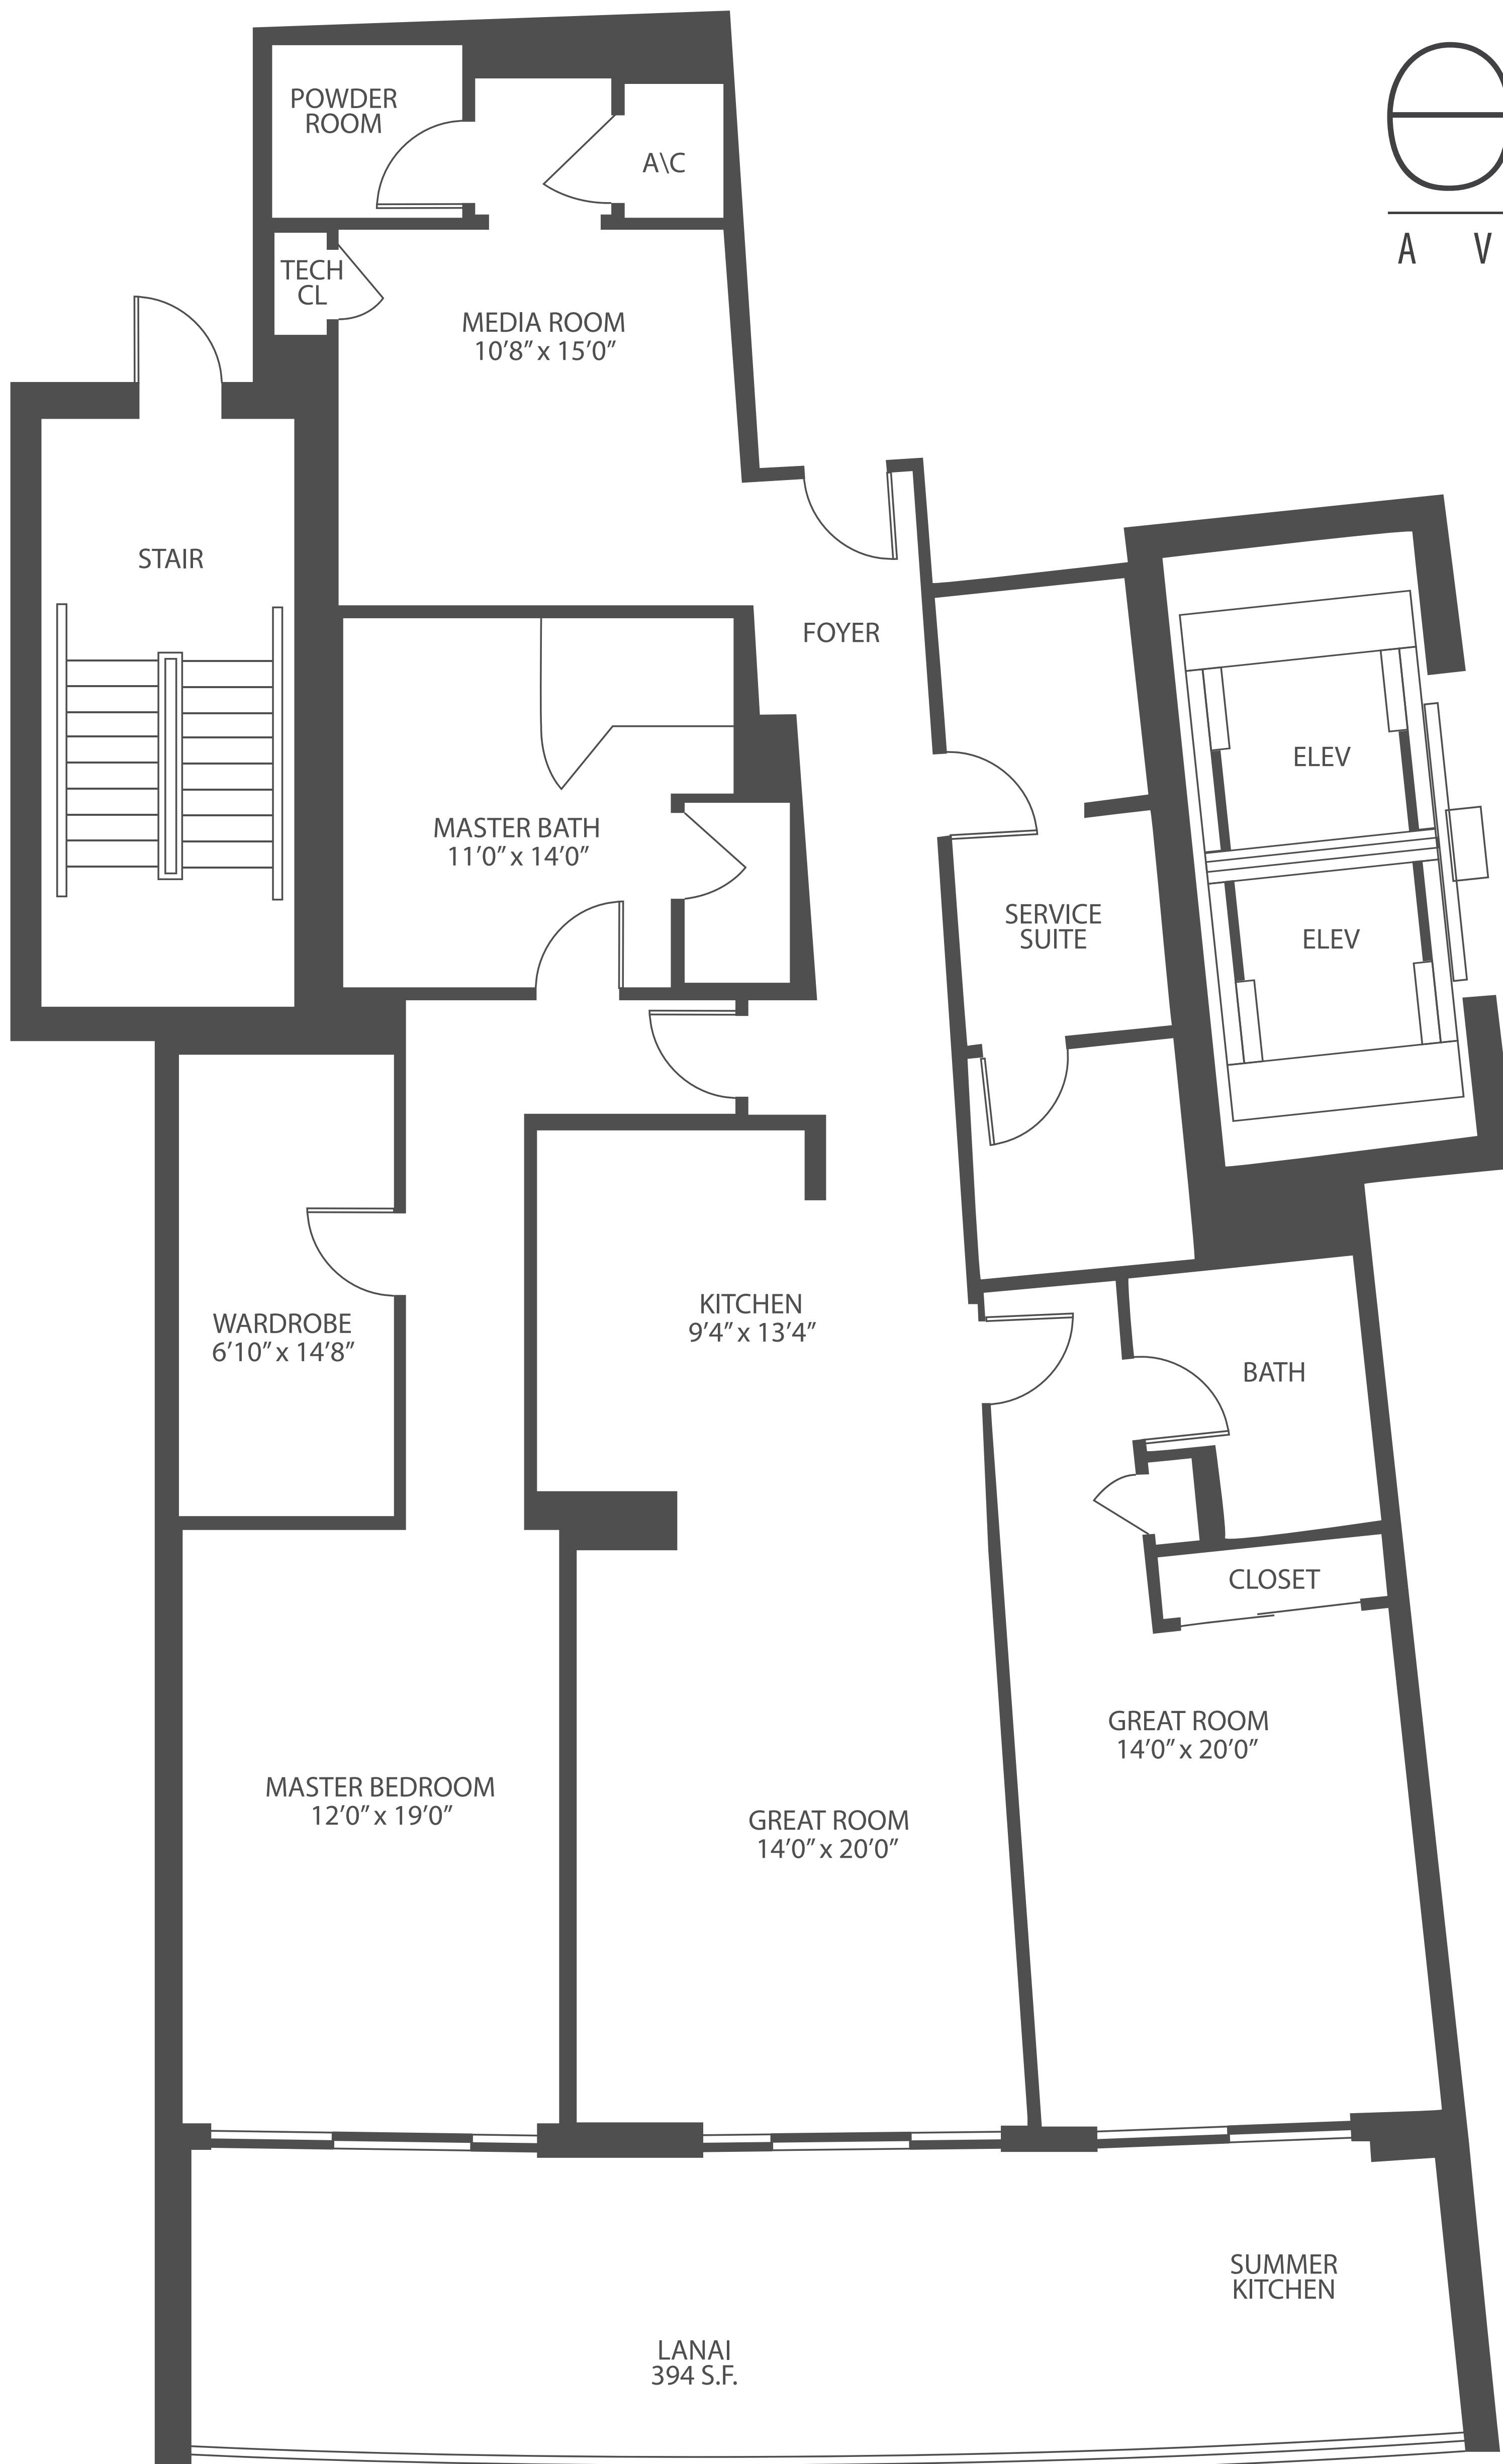 POWDER
ROOM
A\C
TECH
CL
A V
MEDIA ROOM
10'8" x 15'0"
STAIR
FOYER
ELEV
MASTER BATH
11'0" x 14'0"
SERVICE
SUITE
ELEV
KITCHEN
9'4" x 13'4"
WARDROBE
6'10" x 14'8"
BATH
CLOSET
GREAT ROOM
14'0" x 20'0"
MASTER BEDROOM
12'0" x 19'0"
GREAT ROOM
14'0" x 20'0"
SUMMER
KITCHEN
LANAI
394 S.F.